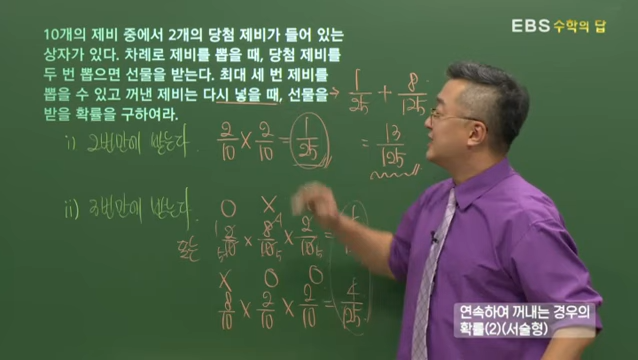 10개의 제비 중에서 2개의 당첨 제비가 들어 있는
상자가 있다. 차례로 제비를 뽑을 때, 당첨 제비를
두 번 뽑으면 선물을 받는다. 최대 세 번 제비를
뽑을 수 있고 꺼낸 제비는 다시 넣을 때, 선물을
받을 확률을 구하여라.
EBS 수학의 답
→ 1/25 + 8/125
= 13/125
i) 2번만에 받는다. 2/10 × 2/10 = 1/25
ii) 3번만에 받는다. O X
또는 2/10 × 8/10 × 2/10 =
X O O
8/10 × 2/10 × 2/10 = 4/125
연속하여 꺼내는 경우의
확률(2)(서술형)